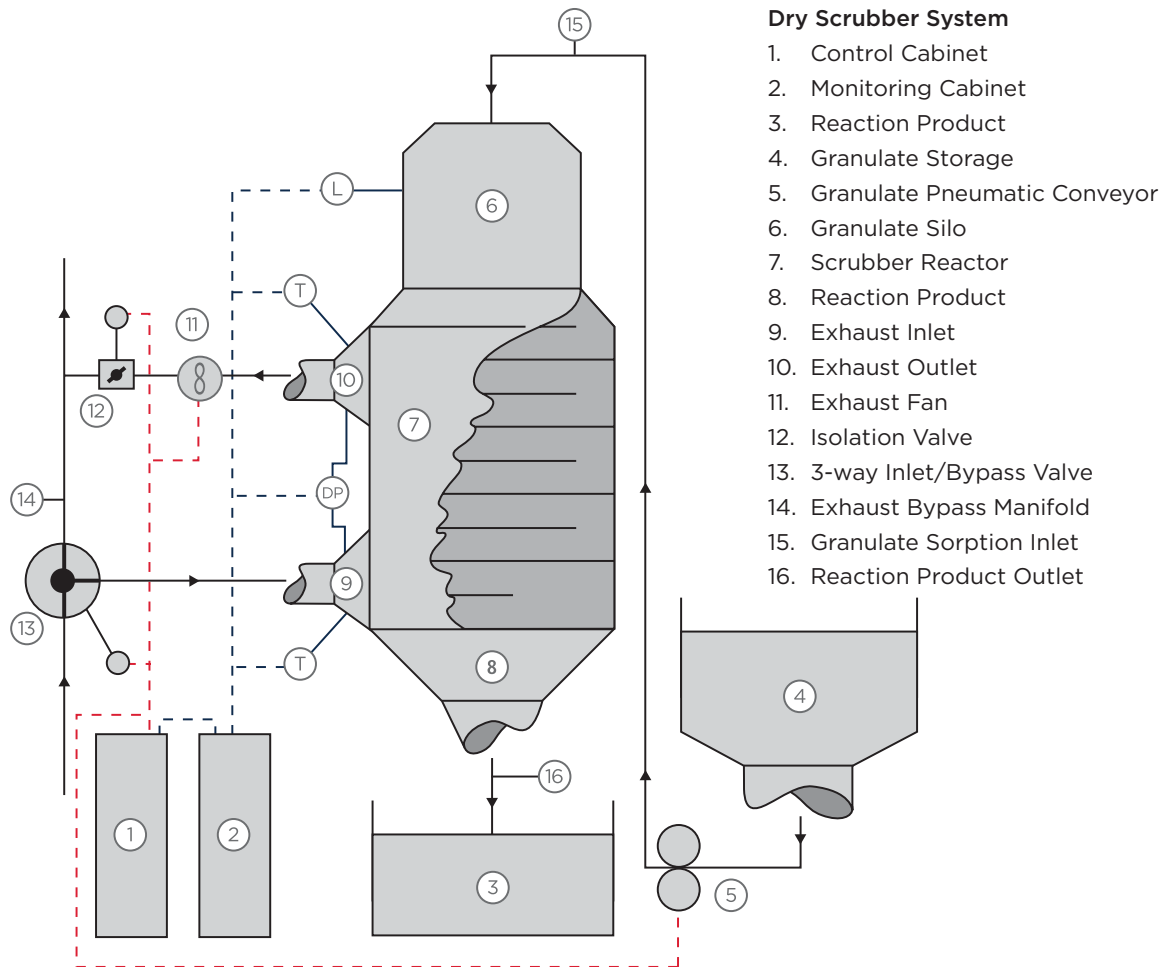 Dry Scrubber System
1. Control Cabinet
2. Monitoring Cabinet
3. Reaction Product
4. Granulate Storage
5. Granulate Pneumatic Conveyor
6. Granulate Silo
7. Scrubber Reactor
8. Reaction Product
9. Exhaust Inlet
10. Exhaust Outlet
11. Exhaust Fan
12. Isolation Valve
13. 3-way Inlet/Bypass Valve
14. Exhaust Bypass Manifold
15. Granulate Sorption Inlet
16. Reaction Product Outlet
15
L
6
T
11
10
12
7
DP
14
9
13
T
8
4
16
1
2
3
5